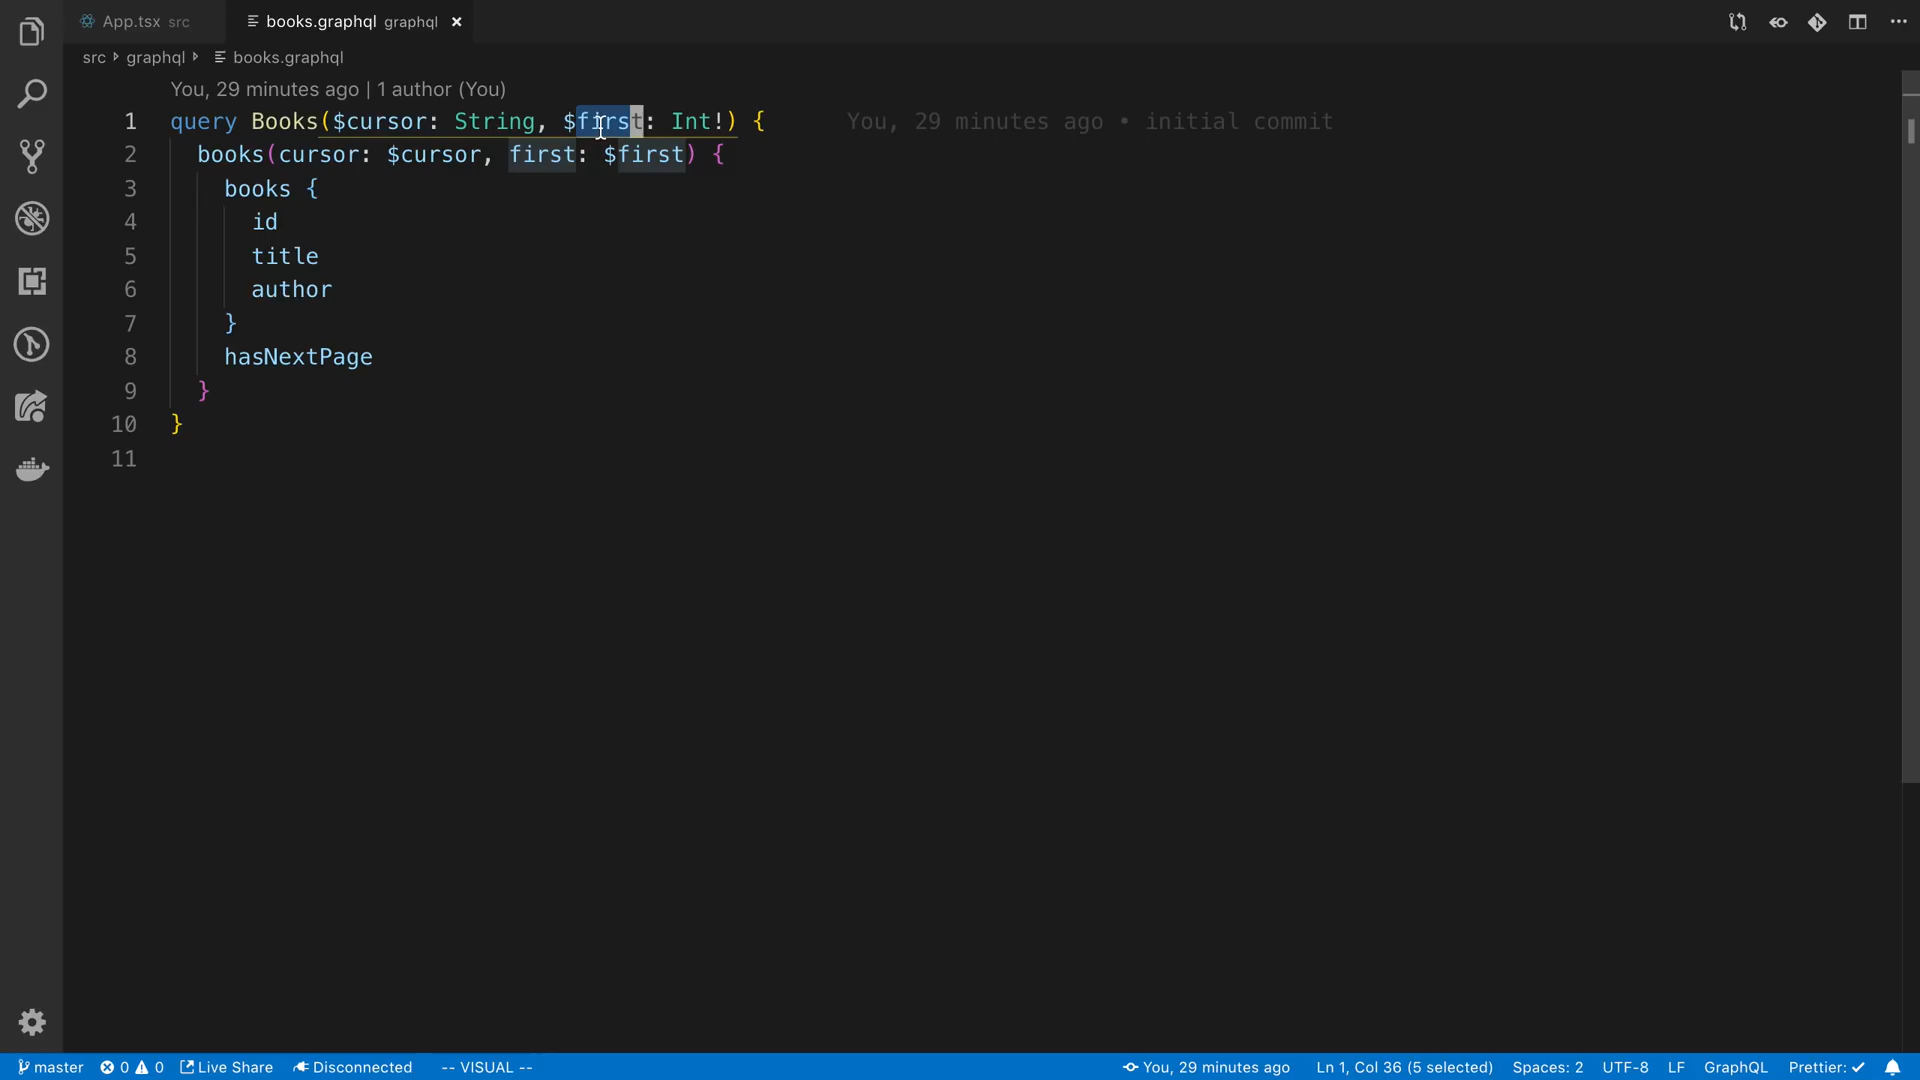 App.tsx src
books.graphql graphql
src graphql books.graphql
You, 29 minutes ago | 1 author (You)
1 query Books($cursor: String, $first: Int!) { You, 29 minutes ago • initial commit
2 books(cursor: $cursor, first: $first) {
3 books {
4 id
5 title
6 author
7 }
8 hasNextPage
9 }
10 }
11
master 0 0 Live Share Disconnected -- VISUAL -- You, 29 minutes ago Ln 1, Col 36 (5 selected) Spaces: 2 UTF-8 LF GraphQL Prettier: ✓